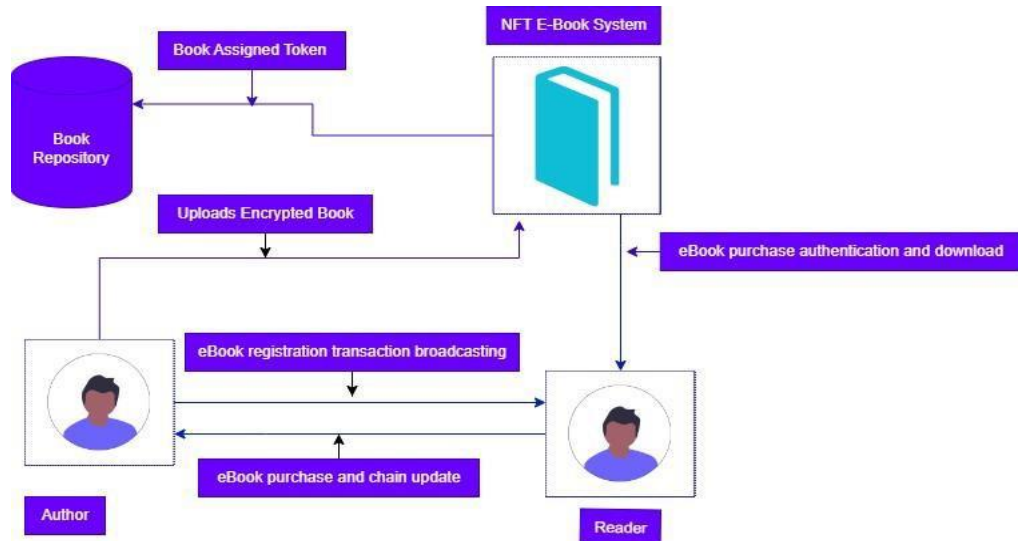 NFT E-Book System
Book Assigned Token
Book
Repository
Uploads Encrypted Book
eBook purchase authentication and download
eBook registration transaction broadcasting
eBook purchase and chain update
Author
Reader